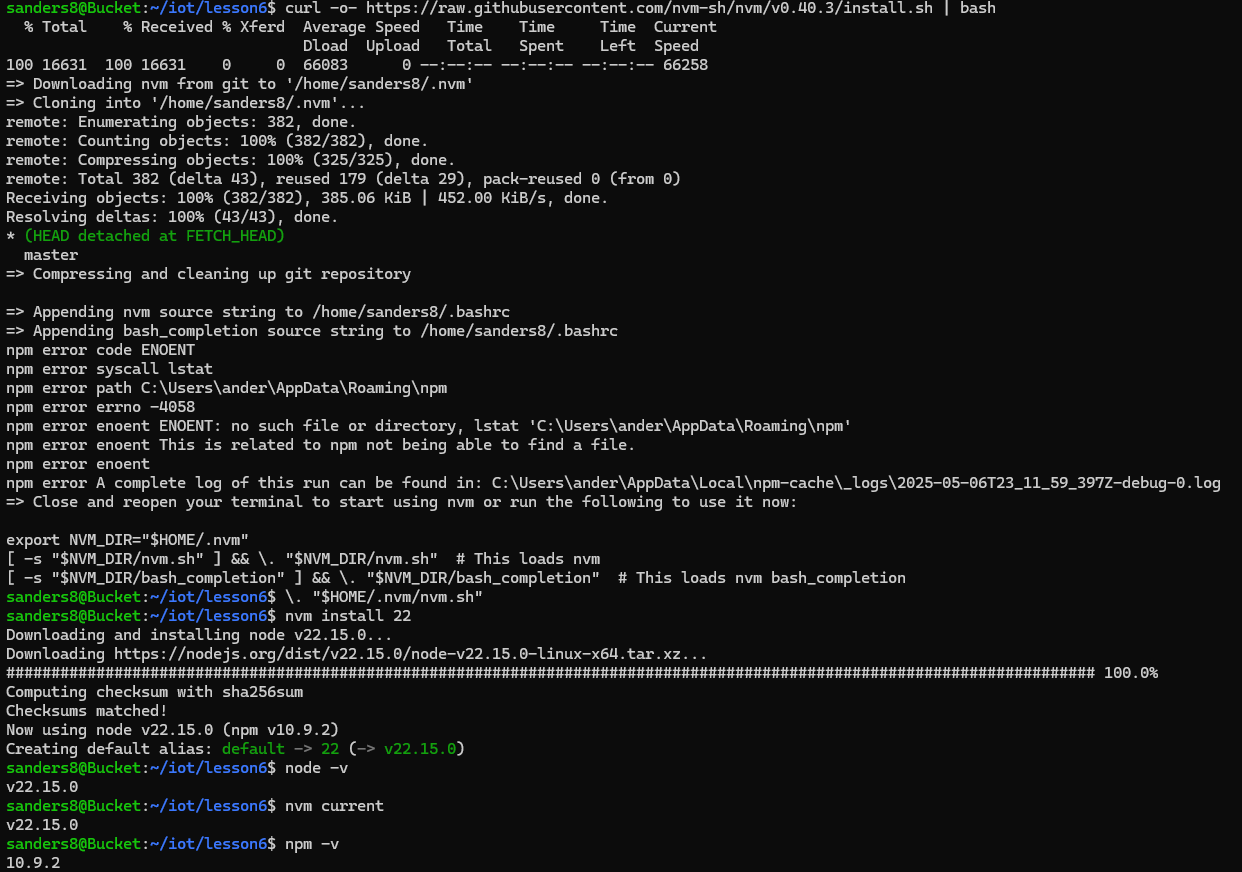 sanders8@Bucket:~/iot/lesson6$ curl -o- https://raw.githubusercontent.com/nvm-sh/nvm/v0.40.3/install.sh | bash
  % Total    % Received % Xferd  Average Speed   Time    Time     Time  Current
                                 Dload  Upload   Total   Spent    Left  Speed
100 16631  100 16631    0     0  66083      0 --:--:-- --:--:-- --:--:-- 66258
=> Downloading nvm from git to '/home/sanders8/.nvm'
=> Cloning into '/home/sanders8/.nvm'...
remote: Enumerating objects: 382, done.
remote: Counting objects: 100% (382/382), done.
remote: Compressing objects: 100% (325/325), done.
remote: Total 382 (delta 43), reused 179 (delta 29), pack-reused 0 (from 0)
Receiving objects: 100% (382/382), 385.06 KiB | 452.00 KiB/s, done.
Resolving deltas: 100% (43/43), done.
* (HEAD detached at FETCH_HEAD)
  master
=> Compressing and cleaning up git repository

=> Appending nvm source string to /home/sanders8/.bashrc
=> Appending bash_completion source string to /home/sanders8/.bashrc
npm error code ENOENT
npm error syscall lstat
npm error path C:\Users\ander\AppData\Roaming\npm
npm error errno -4058
npm error enoent ENOENT: no such file or directory, lstat 'C:\Users\ander\AppData\Roaming\npm'
npm error enoent This is related to npm not being able to find a file.
npm error enoent
npm error A complete log of this run can be found in: C:\Users\ander\AppData\Local\npm-cache\_logs\2025-05-06T23_11_59_397Z-debug-0.log
=> Close and reopen your terminal to start using nvm or run the following to use it now:

export NVM_DIR="$HOME/.nvm"
[ -s "$NVM_DIR/nvm.sh" ] && \. "$NVM_DIR/nvm.sh"  # This loads nvm
[ -s "$NVM_DIR/bash_completion" ] && \. "$NVM_DIR/bash_completion"  # This loads nvm bash_completion
sanders8@Bucket:~/iot/lesson6$ \. "$HOME/.nvm/nvm.sh"
sanders8@Bucket:~/iot/lesson6$ nvm install 22
Downloading and installing node v22.15.0...
Downloading https://nodejs.org/dist/v22.15.0/node-v22.15.0-linux-x64.tar.xz...
######################################################################################################################### 100.0%
Computing checksum with sha256sum
Checksums matched!
Now using node v22.15.0 (npm v10.9.2)
Creating default alias: default -> 22 (-> v22.15.0)
sanders8@Bucket:~/iot/lesson6$ node -v
v22.15.0
sanders8@Bucket:~/iot/lesson6$ nvm current
v22.15.0
sanders8@Bucket:~/iot/lesson6$ npm -v
10.9.2